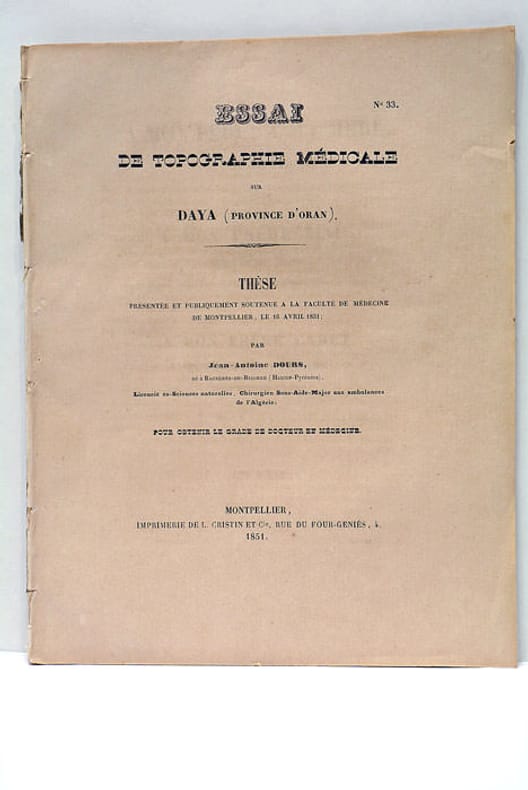 ESSAI
N° 33.
DE TOPOGRAPHIE MÉDICALE
SUR
DAYA (PROVINCE D'ORAN).
THÈSE
PRÉSENTÉE ET PUBLIQUEMENT SOUTENUE A LA FACULTÉ DE MÉDECINE
DE MONTPELLIER, LE 16 AVRIL 1851;
PAR
Jean-Antoine DOURS,
né à BAGNÈRES-DE-BIGORRE (Hautes-Pyrénées),
Licencié ès-Sciences naturelles, Chirurgien Sous-Aide-Major aux ambulances
de l'Algérie;
POUR OBTENIR LE GRADE DE DOCTEUR EN MÉDECINE.
MONTPELLIER,
IMPRIMERIE DE L. CRISTIN ET Cie, RUE DU FOUR-GENIÉS, 4.
1851.